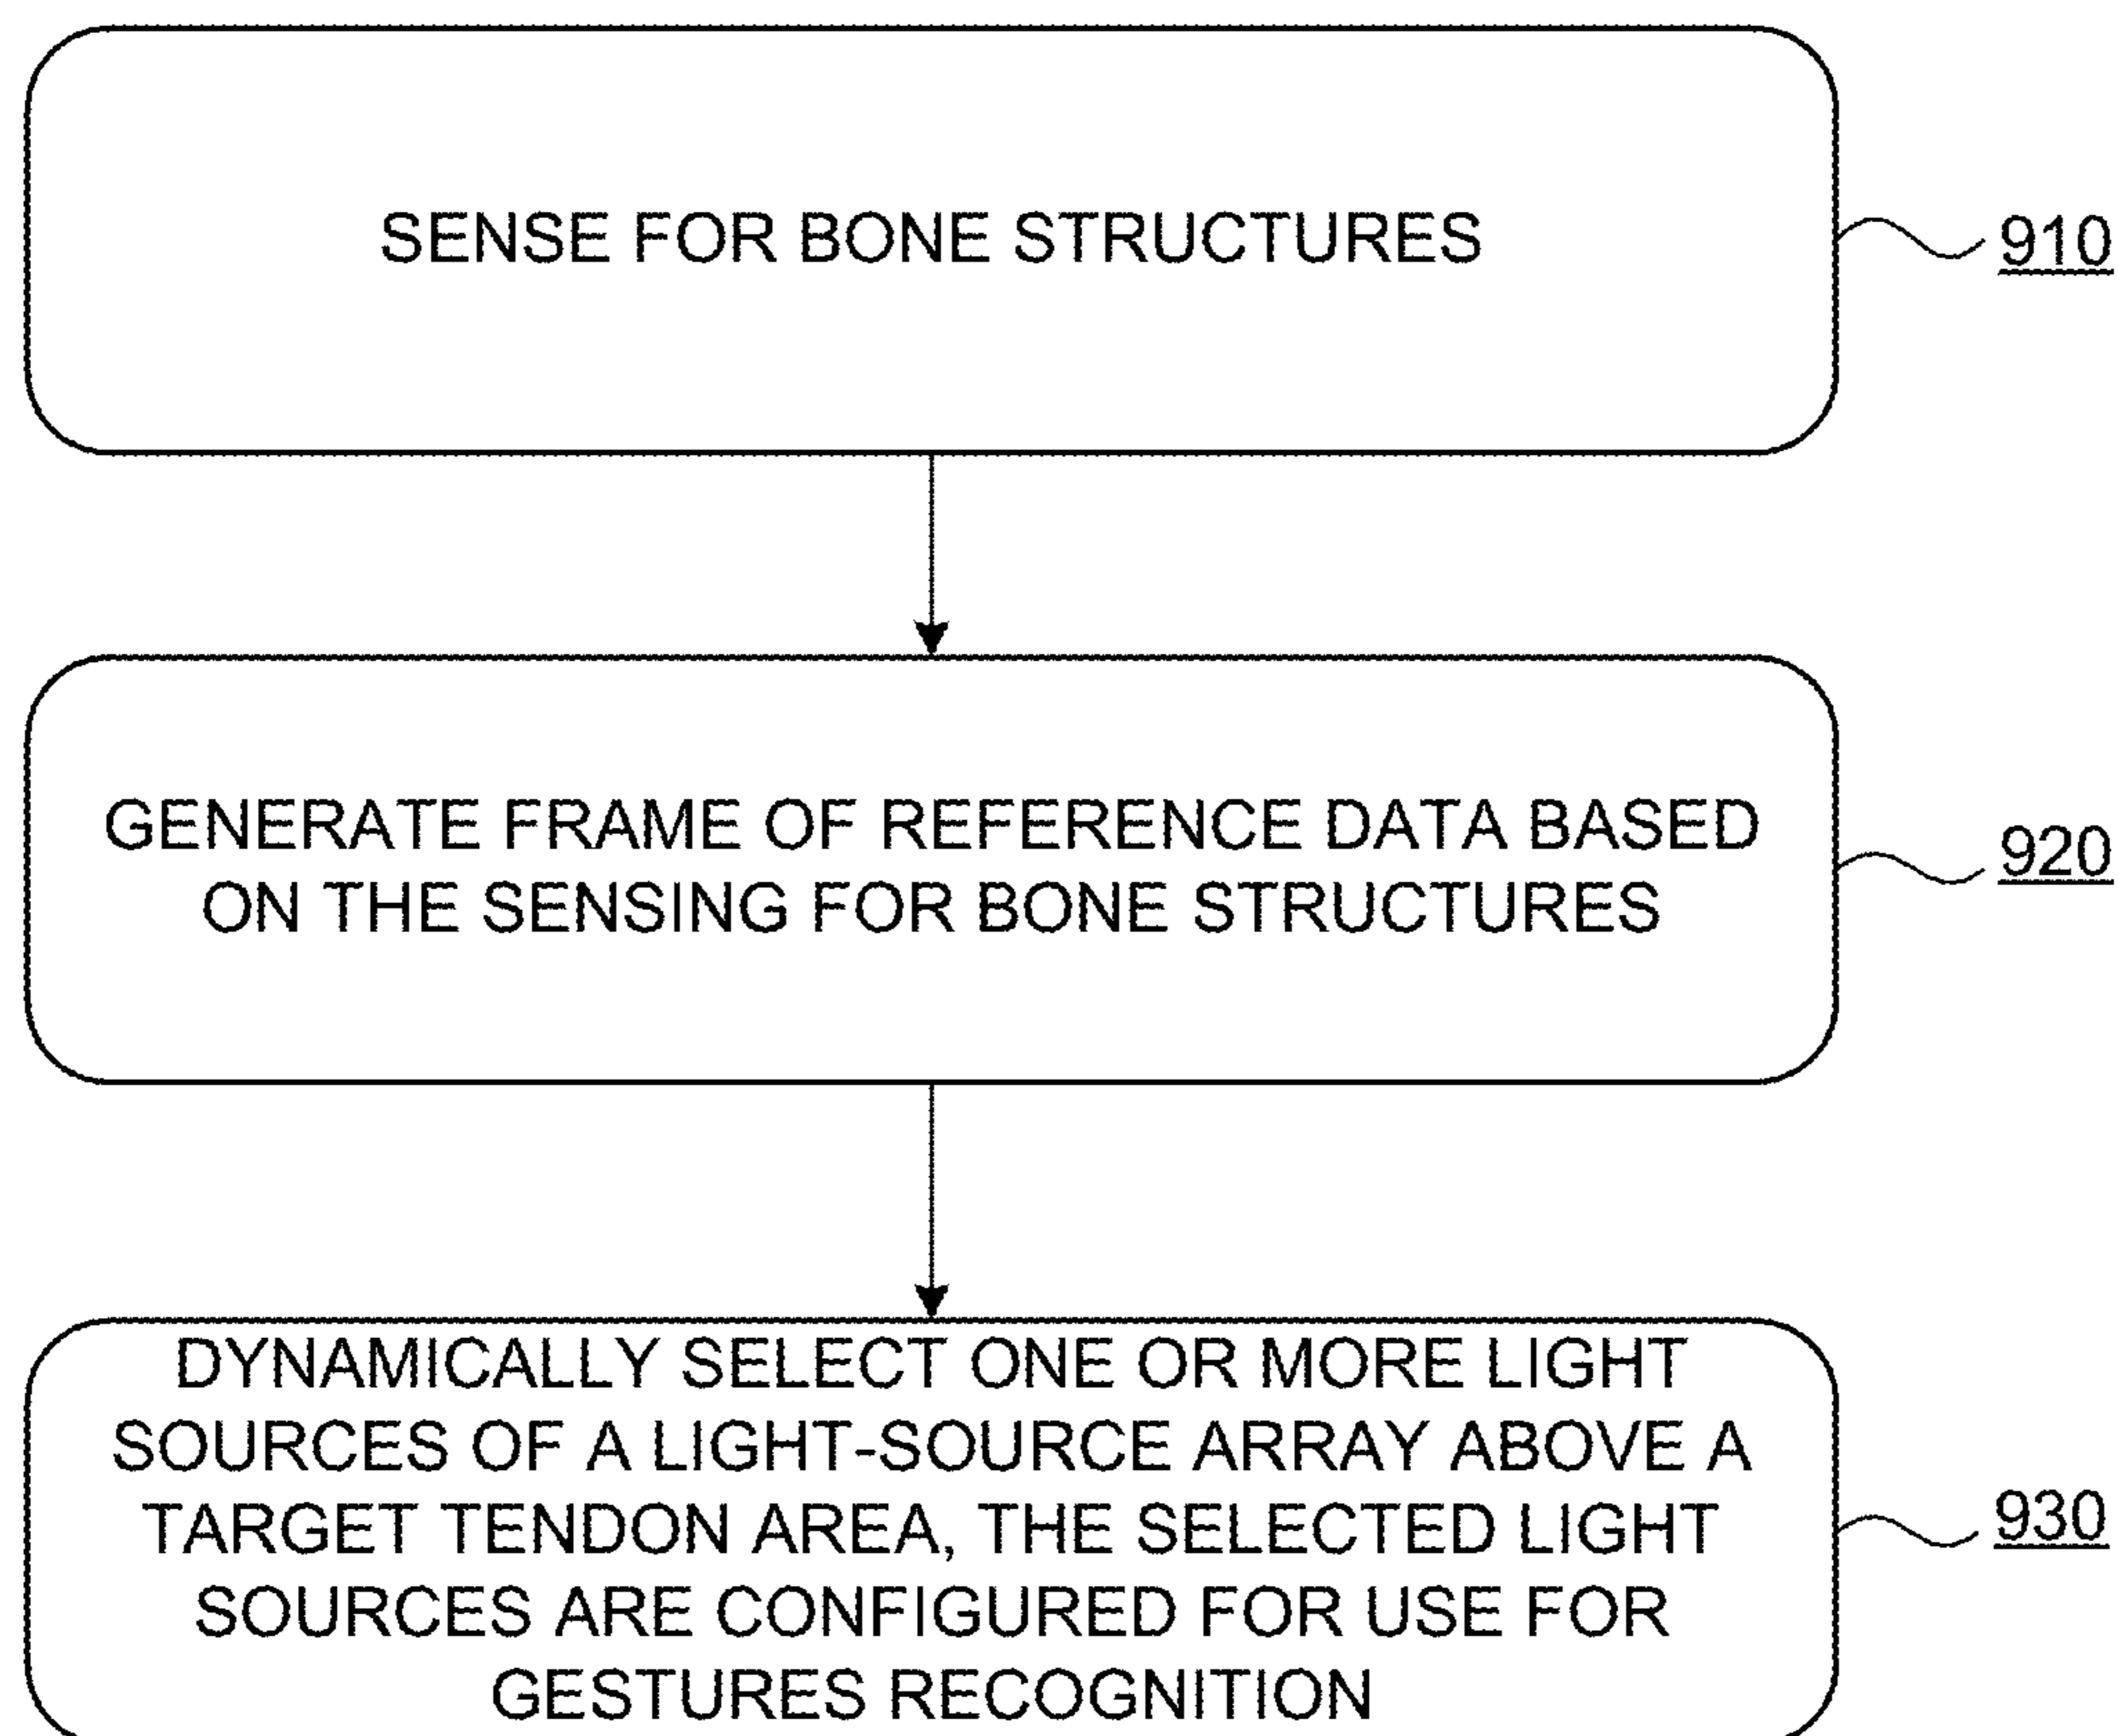 SENSE FOR BONE STRUCTURES
910
GENERATE FRAME OF REFERENCE DATA BASED
ON THE SENSING FOR BONE STRUCTURES
920
DYNAMICALLY SELECT ONE OR MORE LIGHT
SOURCES OF A LIGHT-SOURCE ARRAY ABOVE A
TARGET TENDON AREA, THE SELECTED LIGHT
SOURCES ARE CONFIGURED FOR USE FOR
GESTURES RECOGNITION
930